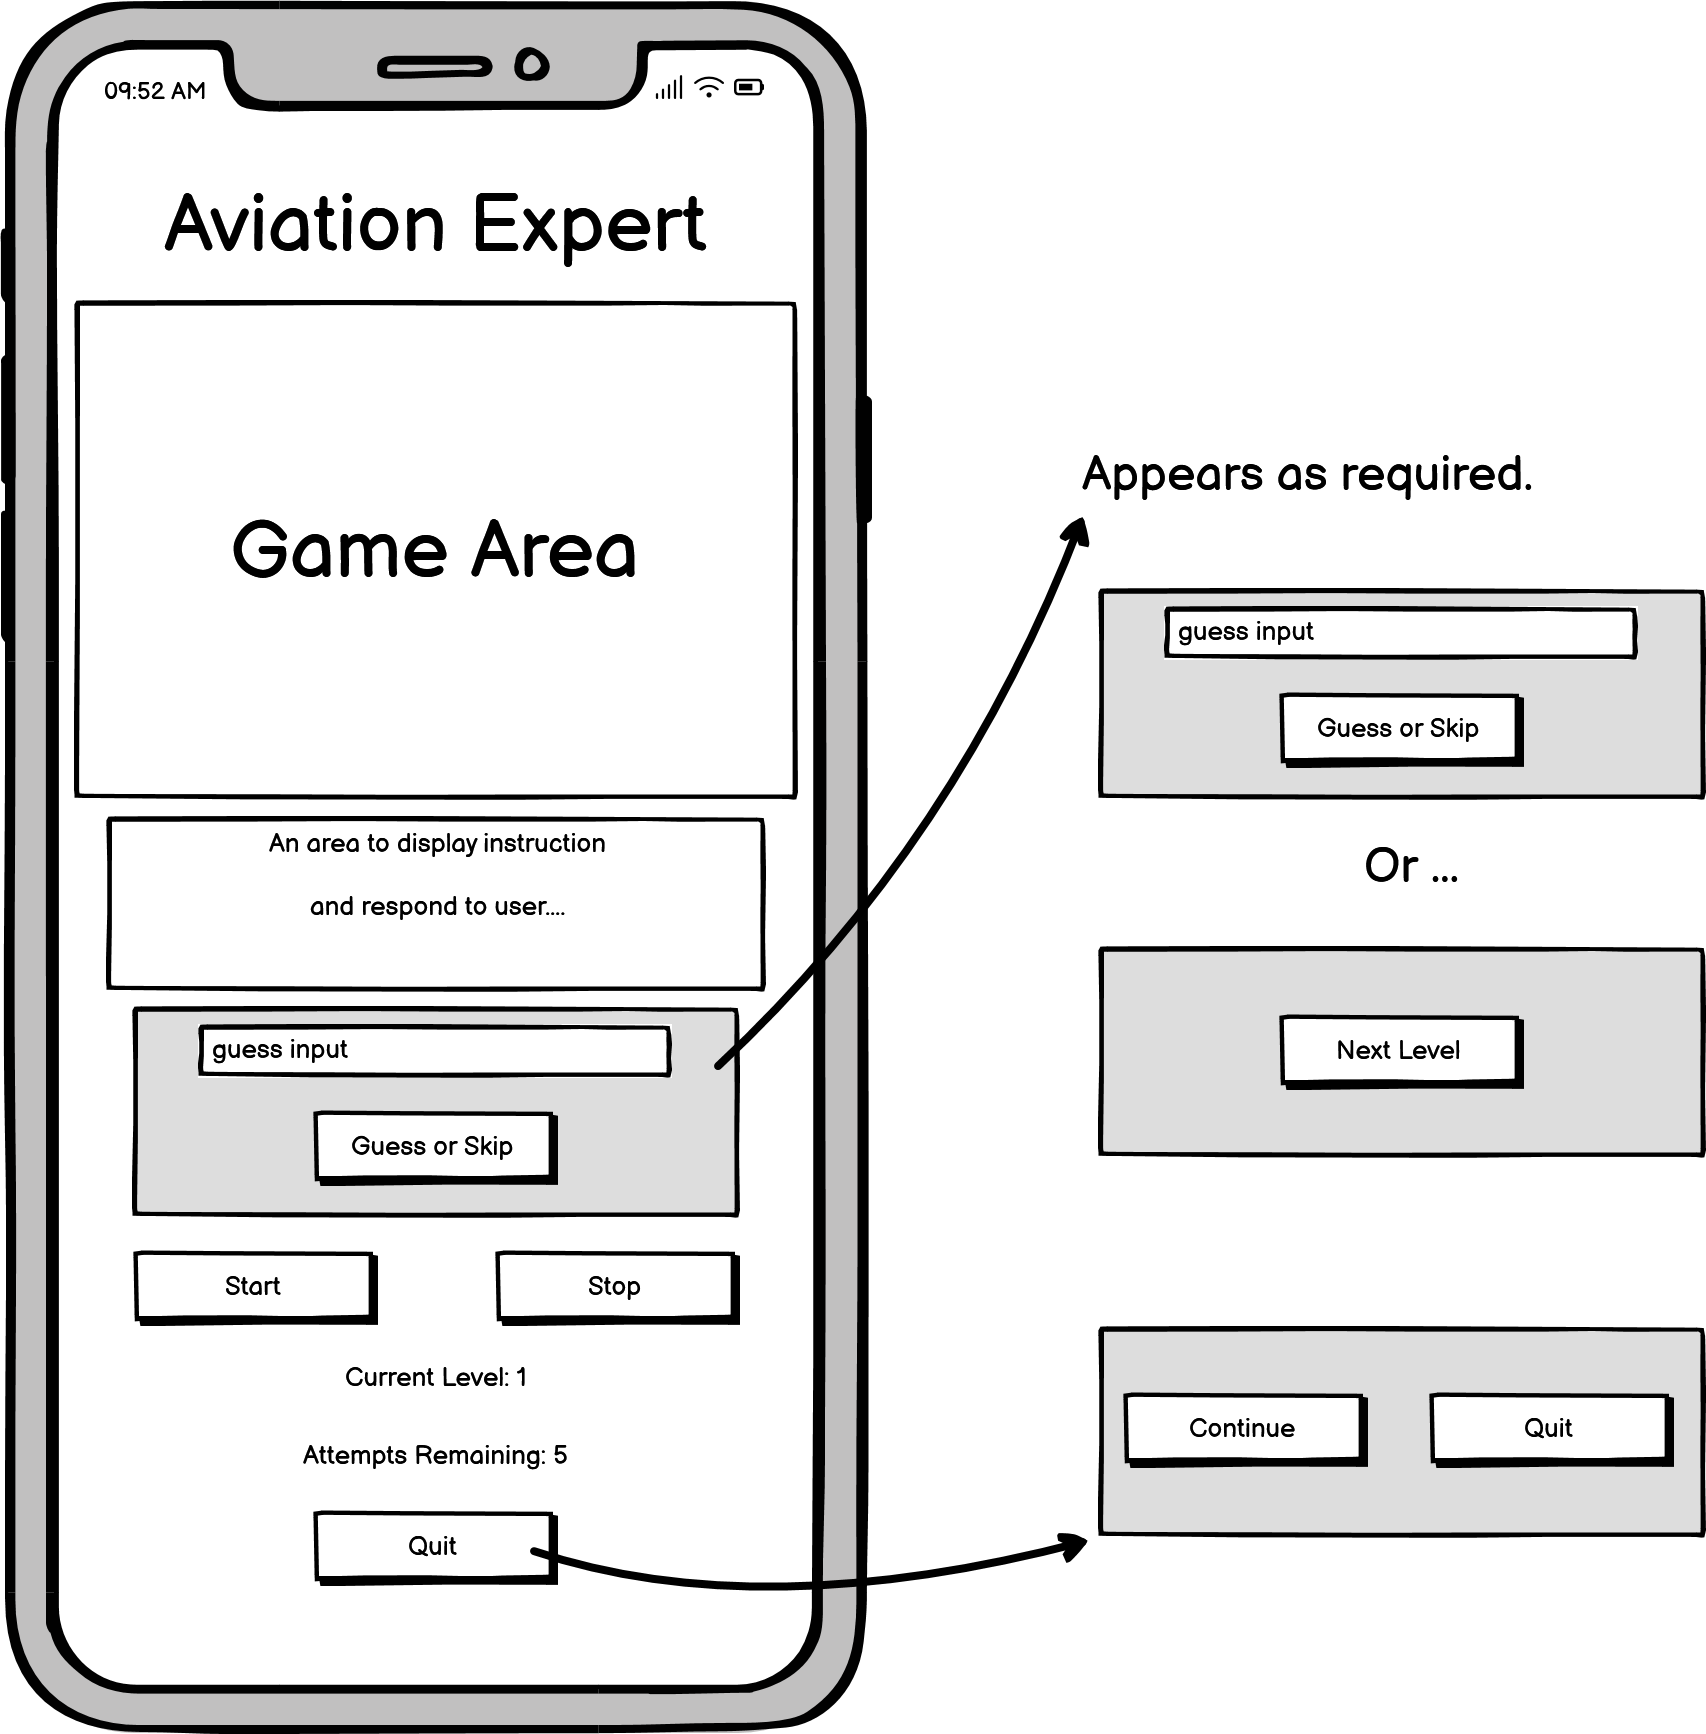 09:52 AM
Aviation Expert
Game Area
An area to display instruction
and respond to user....
guess input
Guess or Skip
Start
Stop
Current Level: 1
Attempts Remaining: 5
Quit
Appears as required.
guess input
Guess or Skip
Or ...
Next Level
Continue
Quit